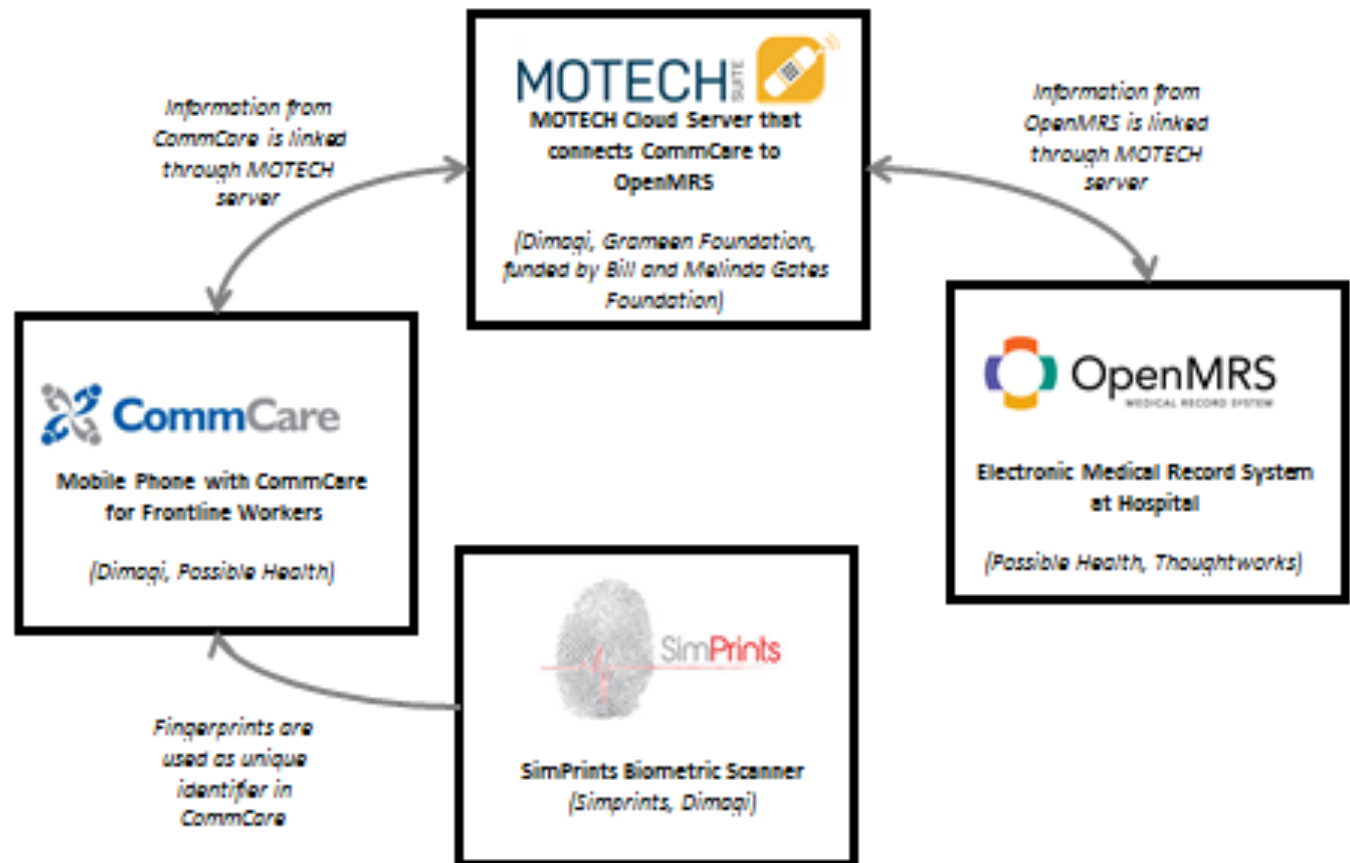 MOTECH SUITE
MOTECH Cloud Server that
connects CommCare to
OpenMRS
(Dimagi, Grameen Foundation,
funded by Bill and Melinda Gates
Foundation)
Information from
CommCare is linked
through MOTECH
server
Information from
OpenMRS is linked
through MOTECH
server
CommCare
Mobile Phone with CommCare
for Frontline Workers
(Dimagi, Possible Health)
OpenMRS
MEDICAL RECORD SYSTEM
Electronic Medical Record System
at Hospital
(Possible Health, Thoughtworks)
Fingerprints are
used as unique
identifier in
CommCare
SimPrints
SimPrints Biometric Scanner
(Simprints, Dimagi)